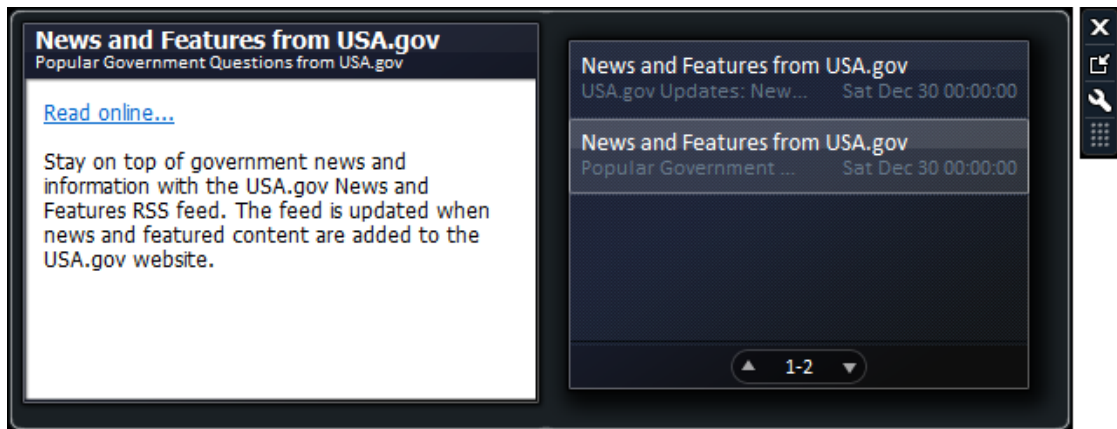 News and Features from USA.gov
Popular Government Questions from USA.gov
Read online...
Stay on top of government news and
information with the USA.gov News and
Features RSS feed. The feed is updated when
news and featured content are added to the
USA.gov website.
News and Features from USA.gov
USA.gov Updates: New... Sat Dec 30 00:00:00
News and Features from USA.gov
Popular Government ... Sat Dec 30 00:00:00
1-2